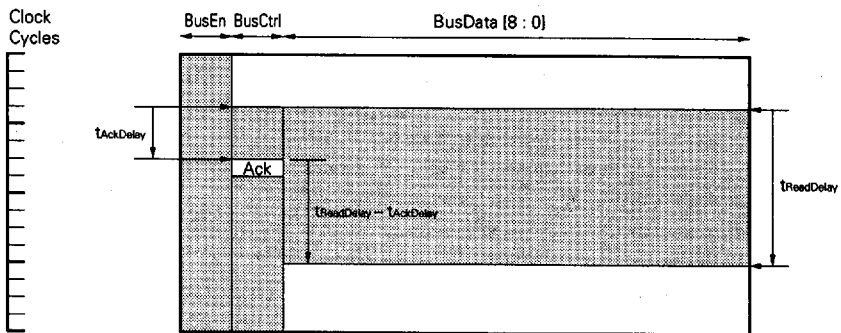 Clock
Cycles
BusEn BusCtrl BusData [8 : 0]
tAckDelay
Ack
tReadDelay – tAckDelay
tReadDelay